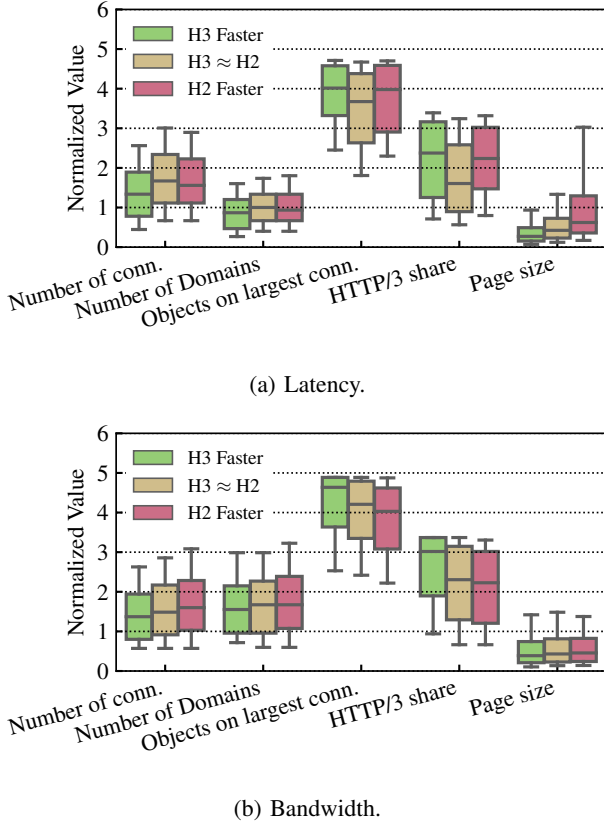 6
5
4
3
2
1
0
Normalized Value
H3 Faster
H3 ≈ H2
H2 Faster
Number of conn.
Number of Domains
Objects on largest conn.
HTTP/3 share
Page size
(a) Latency.
6
5
4
3
2
1
0
Normalized Value
H3 Faster
H3 ≈ H2
H2 Faster
Number of conn.
Number of Domains
Objects on largest conn.
HTTP/3 share
Page size
(b) Bandwidth.